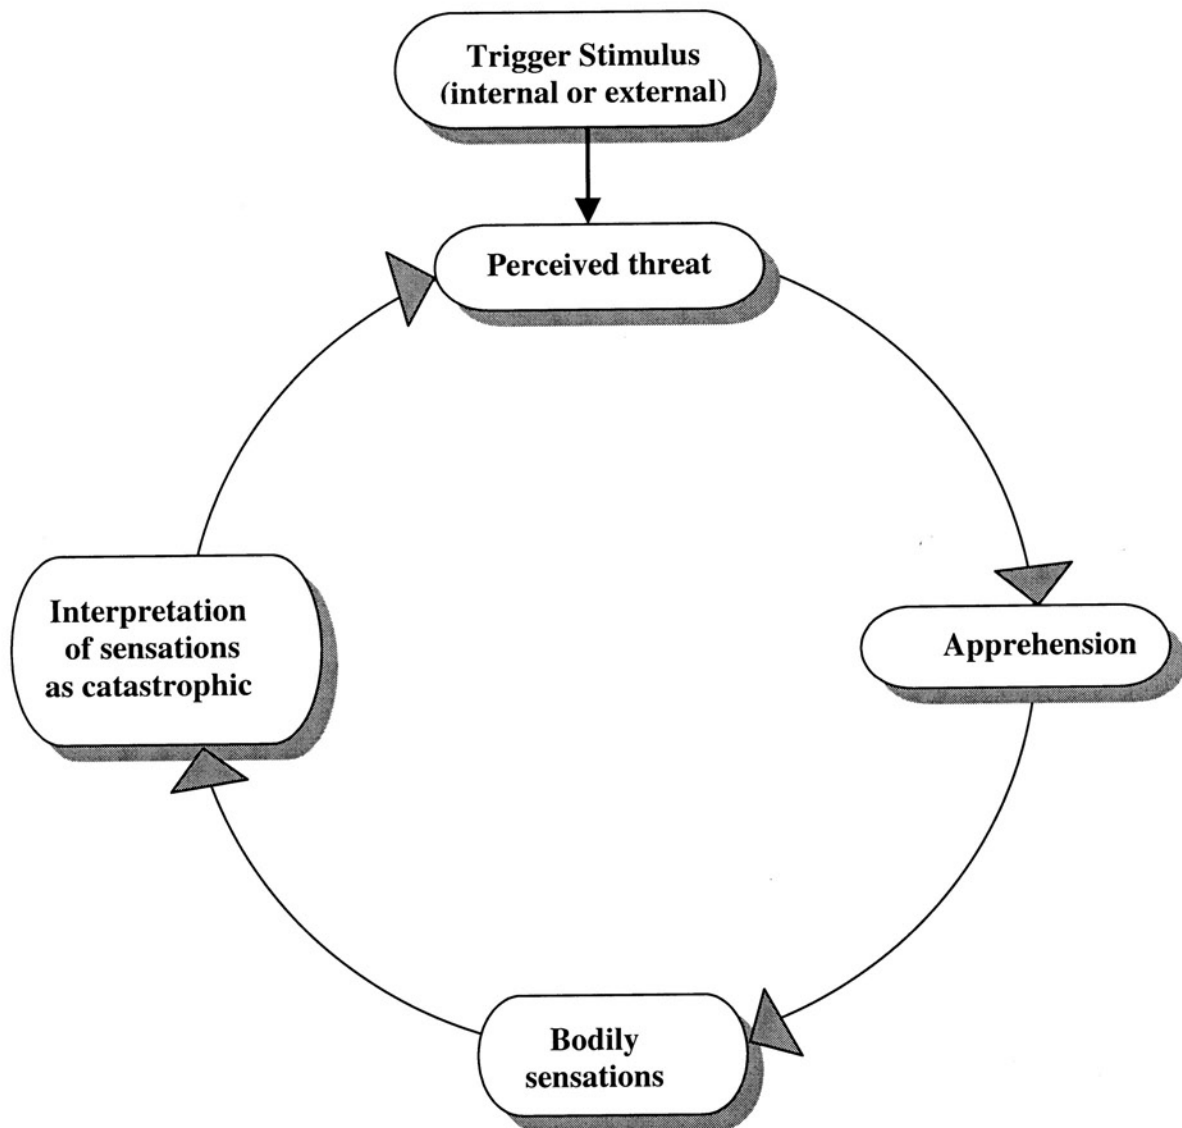 Trigger Stimulus
(internal or external)
Perceived threat
Apprehension
Bodily
sensations
Interpretation
of sensations
as catastrophic